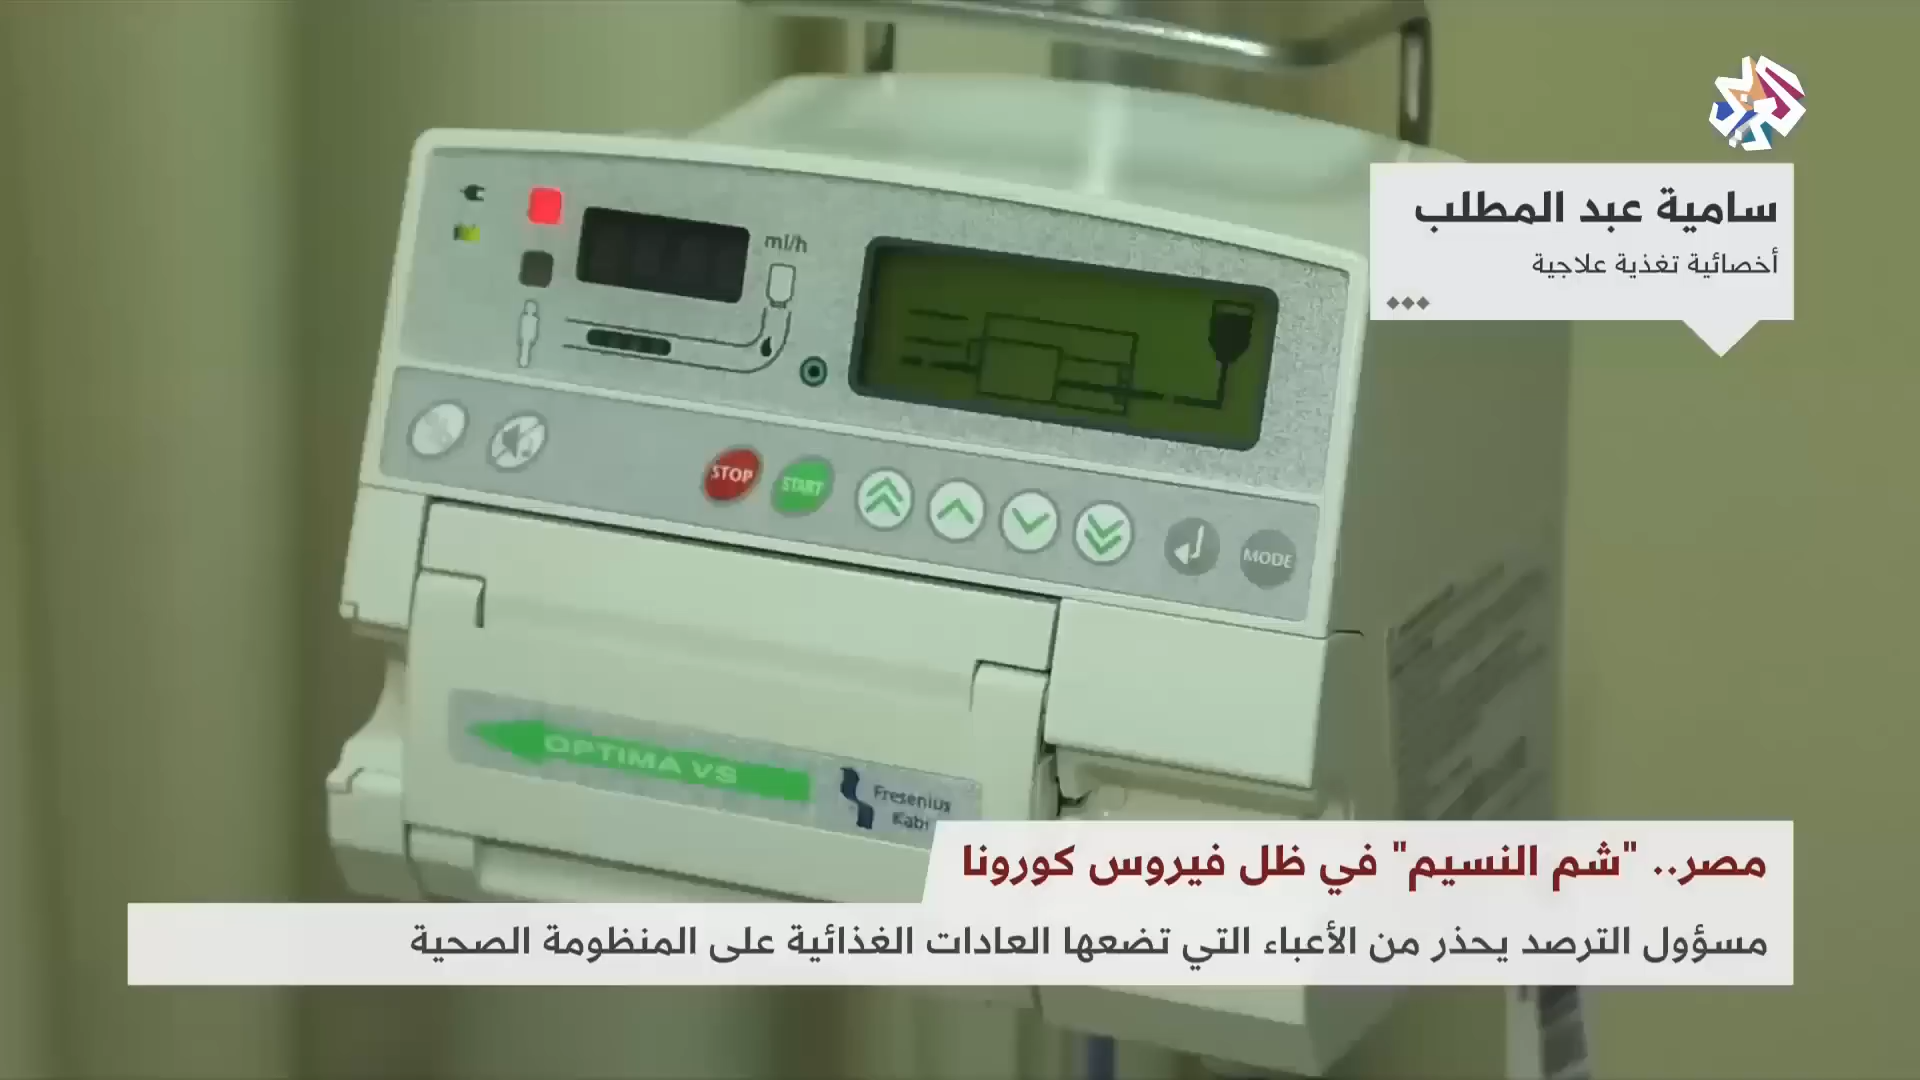 سامية عبد المطلب
أخصائية تغذية علاجية
ml/h
STOP
START
MODE
OPTIMA VS
Fresenius
Kabi
مصر.. "شم النسيم" في ظل فيروس كورونا
مسؤول الترصد يحذر من الأعباء التي تضعها العادات الغذائية على المنظومة الصحية